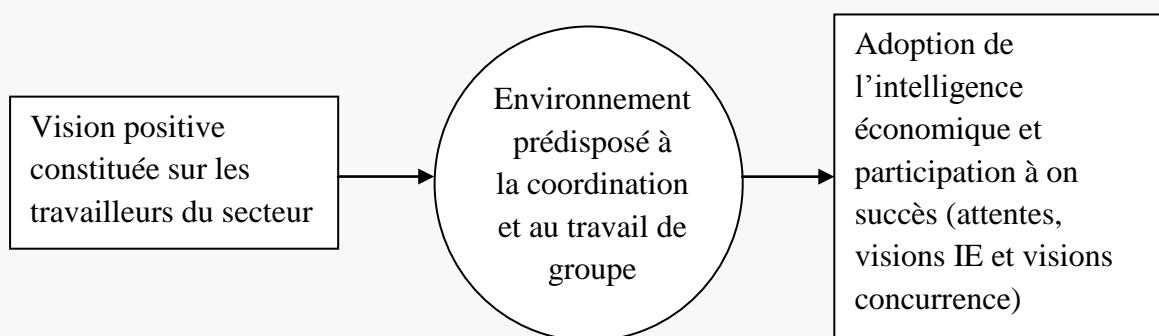 Vision positive
constituée sur les
travailleurs du secteur
Environnement
prédisposé à
la coordination
et au travail de
groupe
Adoption de
l’intelligence
économique et
participation à on
succès (attentes,
visions IE et visions
concurrence)